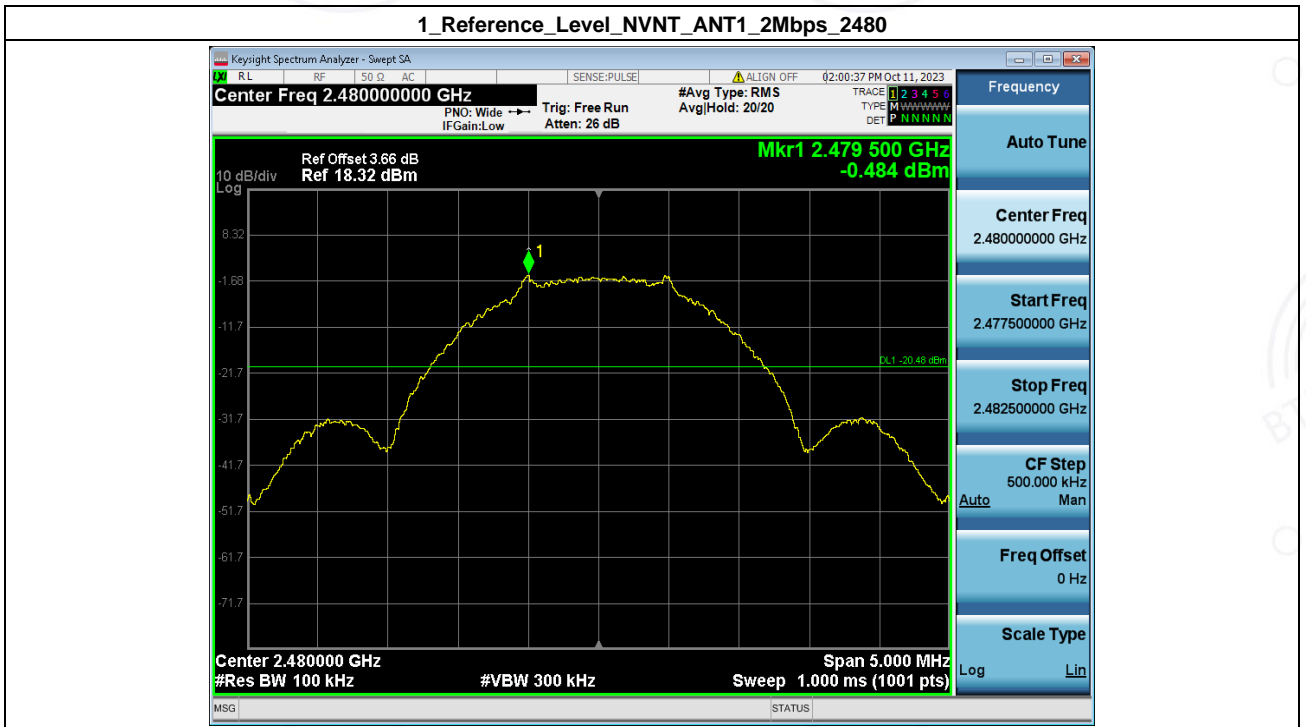 1_Reference_Level_NVNT_ANT1_2Mbps_2480
Keysight Spectrum Analyzer - Swept SA
LXI RL RF 50 Ω AC SENSE:PULSE ALIGN OFF 02:00:37 PM Oct 11, 2023
Center Freq 2.480000000 GHz
PNO: Wide
IFGain:Low
Trig: Free Run
Atten: 26 dB
#Avg Type: RMS
Avg|Hold: 20/20
TRACE 1 2 3 4 5 6
TYPE M WWWWW
DET P N N N N N
Frequency
Auto Tune
Center Freq
2.480000000 GHz
Start Freq
2.477500000 GHz
Stop Freq
2.482500000 GHz
CF Step
500.000 kHz
Auto Man
Freq Offset
0 Hz
Scale Type
Log Lin
Mkr1 2.479 500 GHz
-0.484 dBm
Ref Offset 3.66 dB
10 dB/div Ref 18.32 dBm
Log
8.32
1
-1.68
-11.7
DL1 -20.48 dBm
-21.7
-31.7
-41.7
-51.7
-61.7
-71.7
Center 2.480000 GHz Span 5.000 MHz
#Res BW 100 kHz #VBW 300 kHz Sweep 1.000 ms (1001 pts)
MSG STATUS